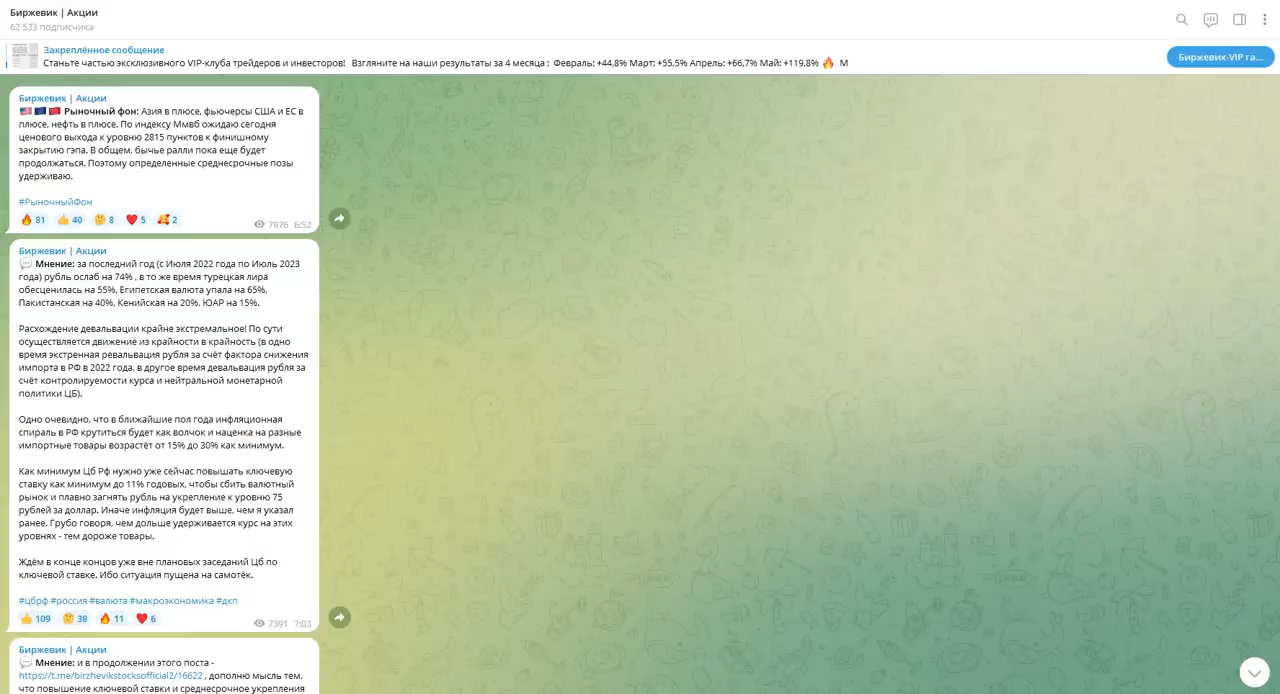 Биржевик | Акции
62 533 подписчика
Закреплённое сообщение
Станьте частью эксклюзивного VIP-клуба трейдеров и инвесторов! Взгляните на наши результаты за 4 месяца : Февраль: +44,8% Март: +55,5% Апрель: +66,7% Май: +119,8% 🔥 М
Биржевик-VIP га...
Биржевик | Акции
🇺🇸 🇪🇺 🇨🇳 Рыночный фон: Азия в плюсе, фьючерсы США и ЕС в
плюсе, нефть в плюсе. По индексу Ммвб ожидаю сегодня
ценового выхода к уровню 2815 пунктов к финишному
закрытию гэпа. В общем, бычье ралли пока еще будет
продолжаться. Поэтому определенные среднесрочные позы
удерживаю.
#РыночныйФон
🔥 81 👍 40 🤔 8 ❤️ 5 🥰 2 7976 6:52
Биржевик | Акции
💬 Мнение: за последний год (с Июля 2022 года по Июль 2023
года) рубль ослаб на 74% , в то же время турецкая лира
обесценилась на 55%, Египетская валюта упала на 65%,
Пакистанская на 40%, Кенийская на 20%, ЮАР на 15%.
Расхождение девальвации крайне экстремальное! По сути
осуществляется движение из крайности в крайность (в одно
время экстренная ревальвация рубля за счёт фактора снижения
импорта в РФ в 2022 года, в другое время девальвация рубля за
счёт контролируемости курса и нейтральной монетарной
политики ЦБ).
Одно очевидно, что в ближайшие пол года инфляционная
спираль в РФ крутиться будет как волчок и наценка на разные
импортные товары возрастёт от 15% до 30% как минимум.
Как минимум Цб Рф нужно уже сейчас повышать ключевую
ставку как минимум до 11% годовых, чтобы сбить валютный
рынок и плавно загнять рубль на укрепление к уровню 75
рублей за доллар. Иначе инфляция будет выше, чем я указал
ранее. Грубо говоря, чем дольше удерживается курс на этих
уровнях - тем дороже товары.
Ждём в конце концов уже вне плановых заседаний Цб по
ключевой ставке. Ибо ситуация пущена на самотёк.
#цбрф #россия #валюта #макроэкономика #дкп
👍 109 🤔 38 🔥 11 ❤️ 6 7391 7:03
Биржевик | Акции
💬 Мнение: и в продолжении этого поста -
https://t.me/birzhevikstocksofficial2/16622 , дополню мысль тем,
что повышение ключевой ставки и среднесрочное укрепления